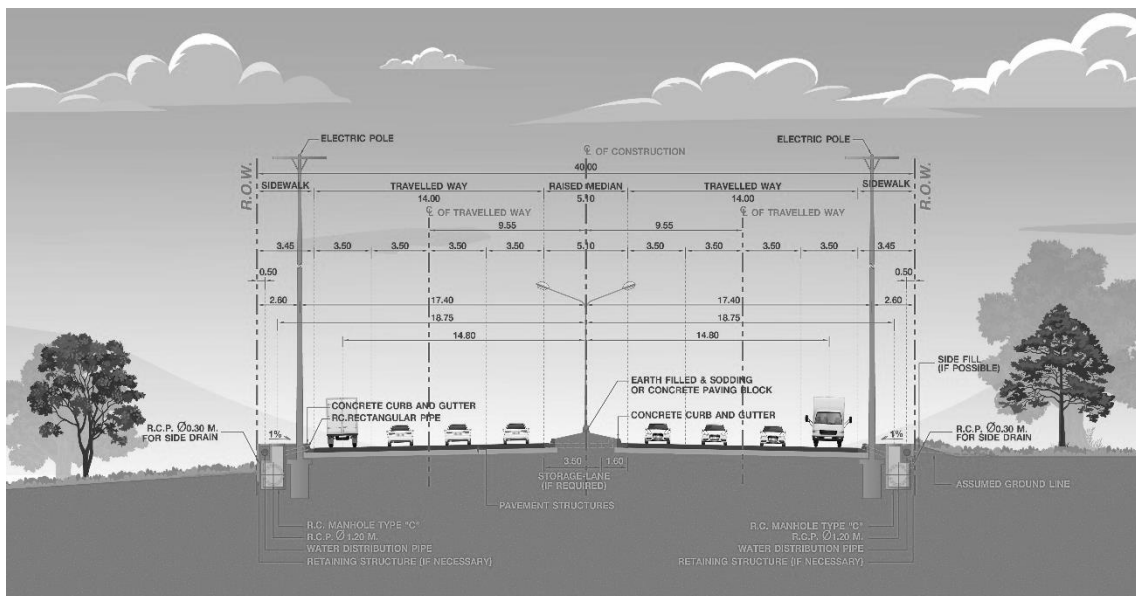 ELECTRIC POLE
℄ OF CONSTRUCTION
ELECTRIC POLE
40.00
R.O.W.
R.O.W.
SIDEWALK
TRAVELLED WAY
RAISED MEDIAN
TRAVELLED WAY
SIDEWALK
14.00
5.10
14.00
℄ OF TRAVELLED WAY
℄ OF TRAVELLED WAY
9.55
9.55
3.45
3.50
3.50
3.50
3.50
5.10
3.50
3.50
3.50
3.50
3.45
0.50
0.50
2.60
17.40
17.40
2.60
18.75
18.75
14.80
14.80
SIDE FILL
(IF POSSIBLE)
EARTH FILLED & SODDING
OR CONCRETE PAVING BLOCK
CONCRETE CURB AND GUTTER
RC.RECTANGULAR PIPE
CONCRETE CURB AND GUTTER
R.C.P. Ø0.30 M.
FOR SIDE DRAIN
1%
1%
R.C.P. Ø0.30 M.
FOR SIDE DRAIN
3.50
1.60
STORAGE-LANE
(IF REQUIRED)
ASSUMED GROUND LINE
PAVEMENT STRUCTURES
R.C. MANHOLE TYPE "C"
R.C.P. Ø 1.20 M.
WATER DISTRIBUTION PIPE
RETAINING STRUCTURE (IF NECESSARY)
R.C. MANHOLE TYPE "C"
R.C.P. Ø 1.20 M.
WATER DISTRIBUTION PIPE
RETAINING STRUCTURE (IF NECESSARY)